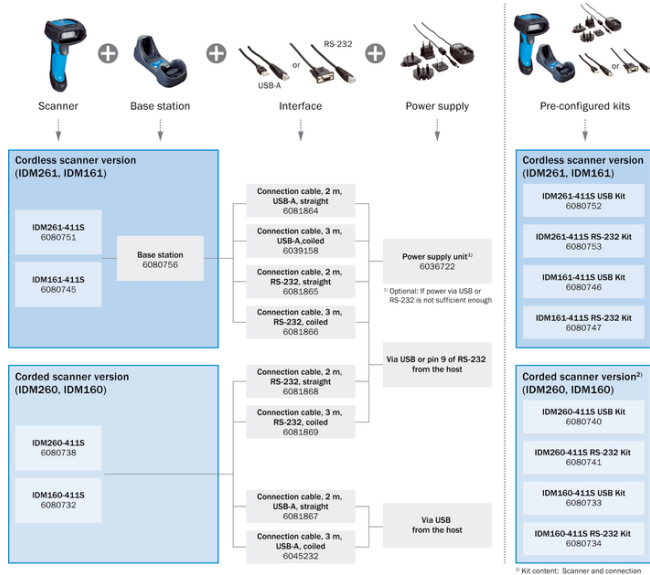 RS-232
or
USB-A
or
Scanner
Base station
Interface
Power supply
Pre-configured kits
Cordless scanner version
(IDM261, IDM161)
IDM261-411S
6080751
IDM161-411S
6080745
Base station
6080756
Connection cable, 2 m,
USB-A, straight
6081864
Connection cable, 3 m,
USB-A,coiled
6039158
Connection cable, 2 m,
RS-232, straight
6081865
Connection cable, 3 m,
RS-232, coiled
6081866
Power supply unit¹⁾
6036722
¹⁾ Optional: If power via USB or
RS-232 is not sufficient enough
Via USB or pin 9 of RS-232
from the host
Corded scanner version
(IDM260, IDM160)
IDM260-411S
6080738
IDM160-411S
6080732
Connection cable, 2 m,
RS-232, straight
6081868
Connection cable, 3 m,
RS-232, coiled
6081869
Connection cable, 2 m,
USB-A, straight
6081867
Connection cable, 3 m,
USB-A, coiled
6045232
Via USB
from the host
Cordless scanner version
(IDM261, IDM161)
IDM261-411S USB Kit
6080752
IDM261-411S RS-232 Kit
6080753
IDM161-411S USB Kit
6080746
IDM161-411S RS-232 Kit
6080747
Corded scanner version²⁾
(IDM260, IDM160)
IDM260-411S USB Kit
6080740
IDM260-411S RS-232 Kit
6080741
IDM160-411S USB Kit
6080733
IDM160-411S RS-232 Kit
6080734
²⁾ Kit content: Scanner and connection